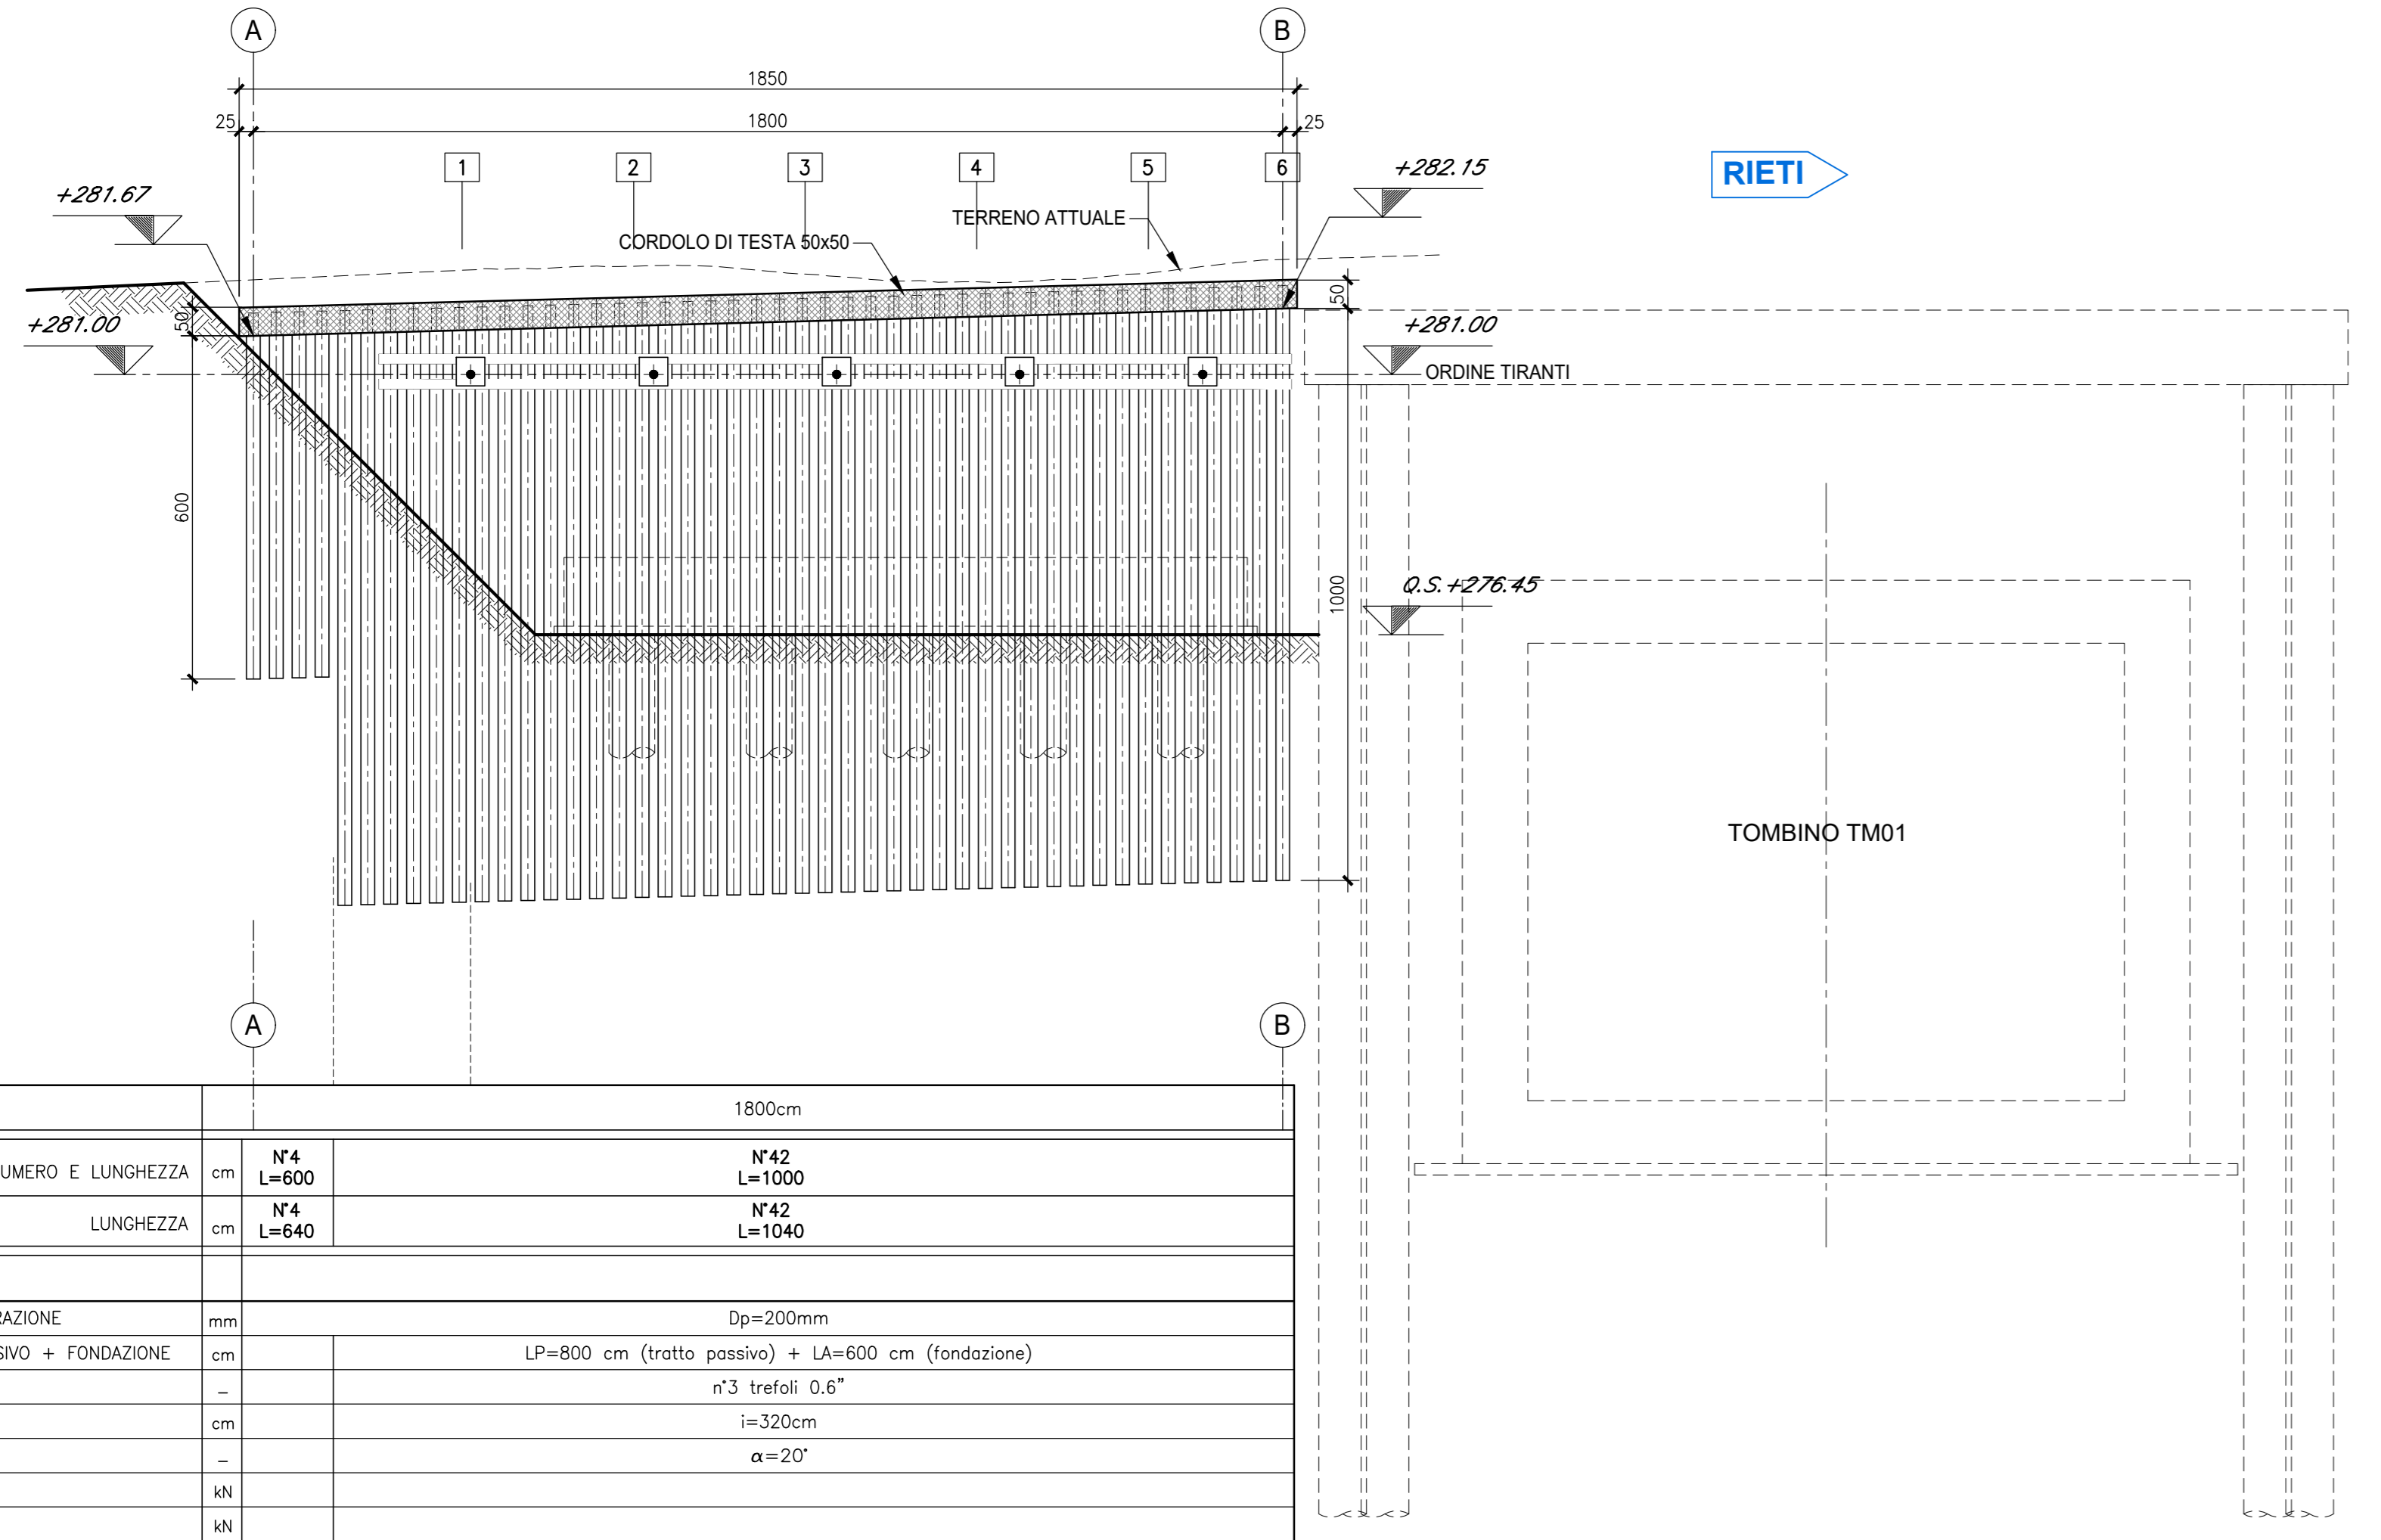 A
B
1850
25
1800
25
1
2
3
4
5
6
RIETI
+281.67
+282.15
TERRENO ATTUALE
CORDOLO DI TESTA 50x50
50
50
+281.00
+281.00
ORDINE TIRANTI
600
1000
Q.S.+276.45
TOMBINO TM01
A
B
1800cm
UMERO E LUNGHEZZA
cm
N°4
L=600
N°42
L=1000
LUNGHEZZA
cm
N°4
L=640
N°42
L=1040
RAZIONE
mm
Dp=200mm
SIVO + FONDAZIONE
cm
LP=800 cm (tratto passivo) + LA=600 cm (fondazione)
–
n°3 trefoli 0.6”
cm
i=320cm
–
α=20°
kN
kN